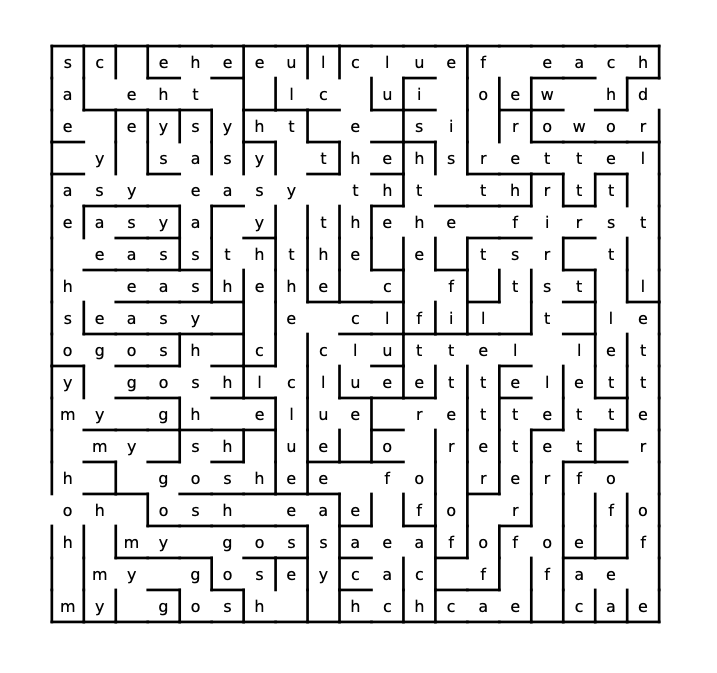 s c e h e e u l c l u e f e a c h
a e h t l c u i o e w h d
e e y s y h t e s i r o w o r
y s a s y t h e h s r e t t e l
a s y e a s y t h t t h r t t
e a s y a y t h e h e f i r s t
e a s s t h t h e e t s r t
h e a s h e h e c f t s t l
s e a s y e c l f i l t l e
o g o s h c c l u t t e l l e t
y g o s h l c l u e e t t e l e t t
m y g h e l u e r e t t e t t e
m y s h u e o r e t e t r
h g o s h e e f o r e r f o
o h o s h e a e f o r f o
h m y g o s s a e a f o f o e f
m y g o s e y c a c f f a e
m y g o s h h c h c a e c a e